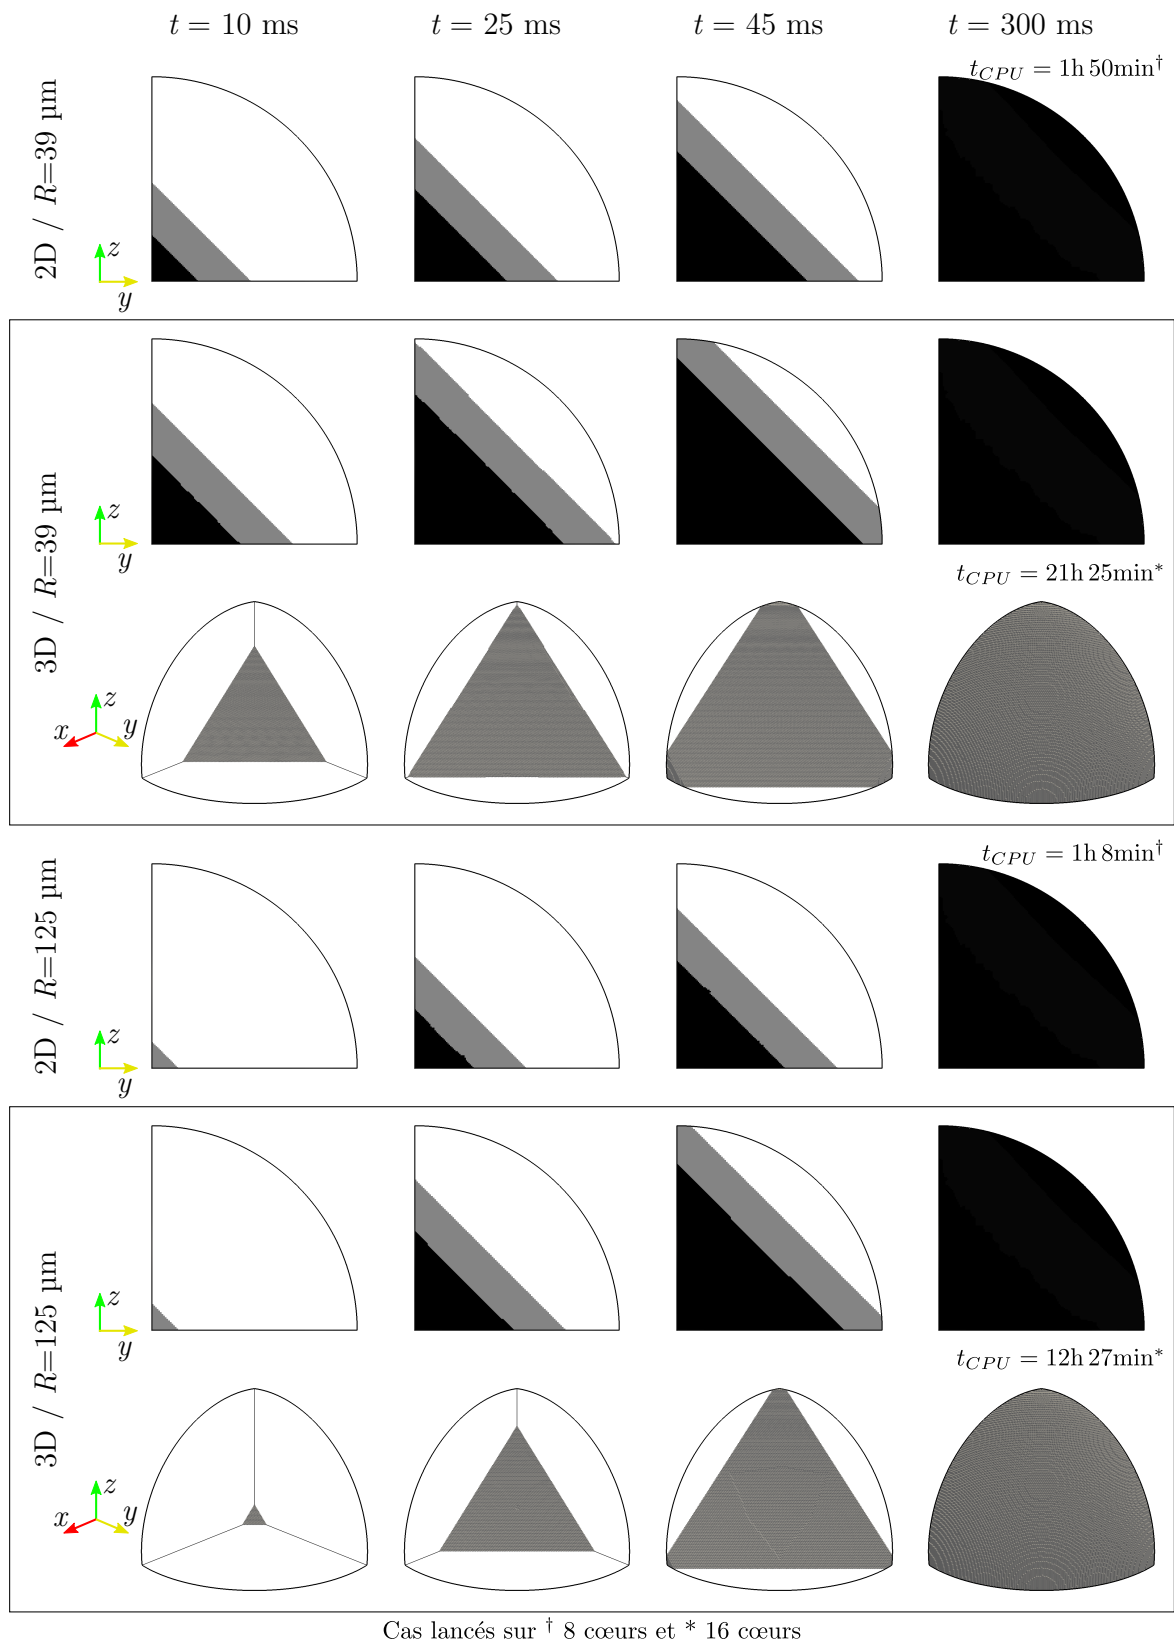 t = 10 ms
t = 25 ms
t = 45 ms
t = 300 ms
2D / R=39 µm
t_CPU = 1h 50min†
z
y
3D / R=39 µm
z
y
t_CPU = 21h 25min*
z
x
y
2D / R=125 µm
t_CPU = 1h 8min†
z
y
3D / R=125 µm
z
y
t_CPU = 12h 27min*
z
x
y
Cas lancés sur † 8 cœurs et * 16 cœurs